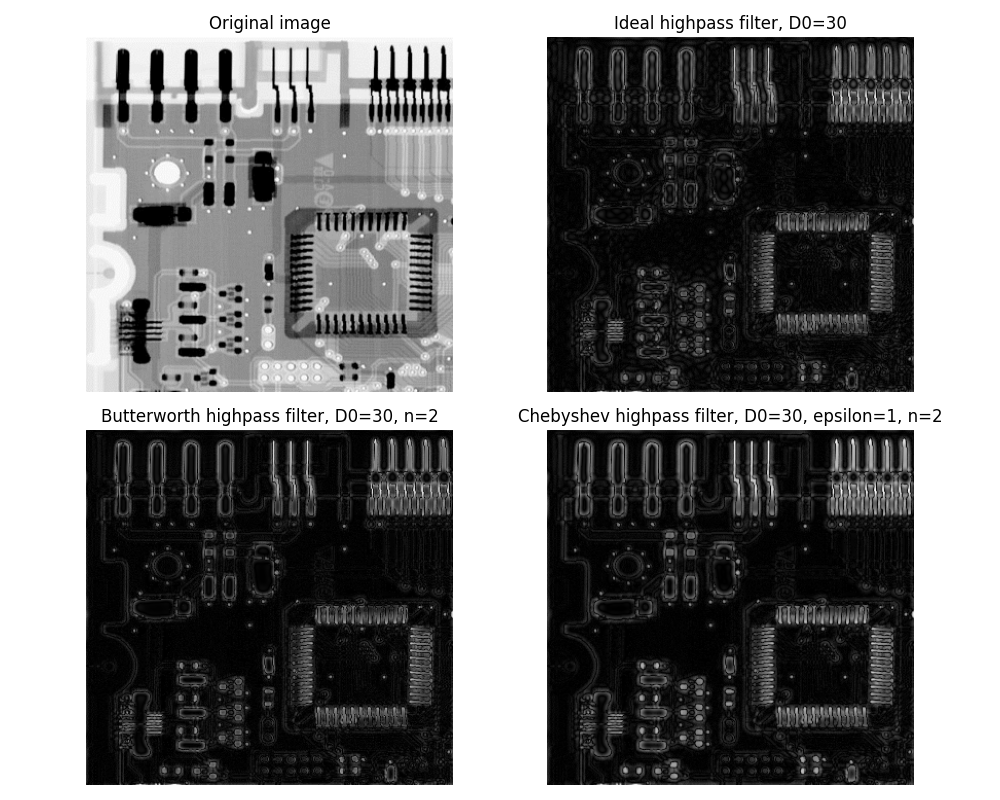 Original image
Ideal highpass filter, D0=30
Butterworth highpass filter, D0=30, n=2
Chebyshev highpass filter, D0=30, epsilon=1, n=2